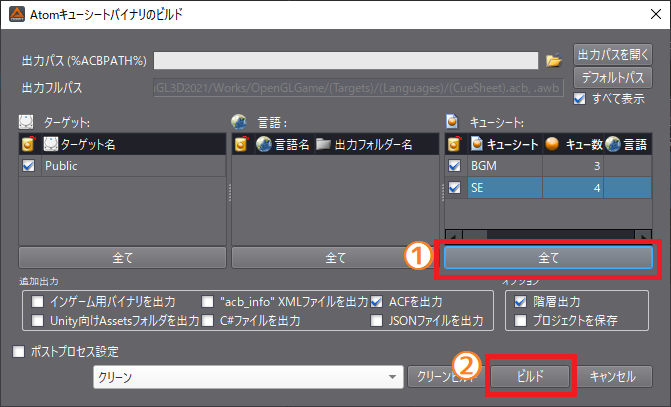 Atomキューシートバイナリのビルド
出力パス (%ACBPATH%)
出力パスを開く
出力フルパス
GL3D2021/Works/OpenGLGame/(Targets)/(Languages)/(CueSheet).acb, .awb
デフォルトパス
すべて表示
ターゲット:
言語:
キューシート:
ターゲット名
言語名 出力フォルダー名
キューシート キュー数 言語
Public
BGM 3
SE 4
①
全て
全て
全て
追加出力
オプション
インゲーム用バイナリを出力
"acb_info" XMLファイルを出力
ACFを出力
階層出力
Unity向けAssetsフォルダを出力
C#ファイルを出力
JSONファイルを出力
プロジェクトを保存
ポストプロセス設定
②
クリーン
クリーンビルド
ビルド
キャンセル